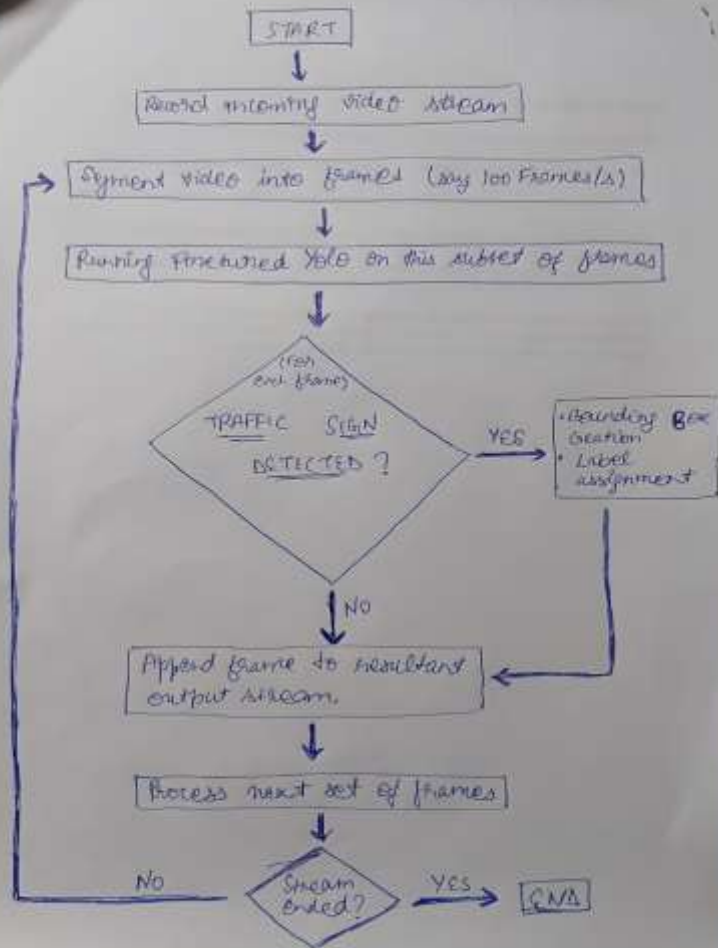 START
Record incoming video stream
Segment video into frames (say 100 Frames/s)
Running Finetuned Yolo on this subset of frames
(For
each frame)
TRAFFIC SIGN
DETECTED ?
YES
• Bounding Box
Creation
• Label
assignment
NO
Append frame to resultant
output stream.
Process next set of frames
Stream
Ended?
NO
YES
END